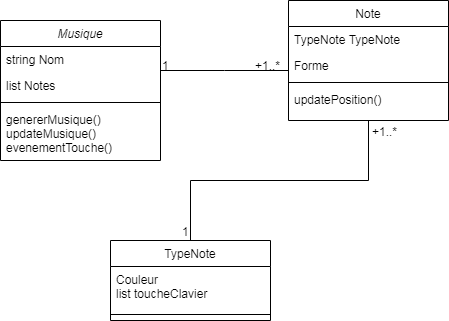 Musique
string Nom
list Notes
genererMusique()
updateMusique()
evenementTouche()
1
+1..*
Note
TypeNote TypeNote
Forme
updatePosition()
+1..*
1
TypeNote
Couleur
list toucheClavier